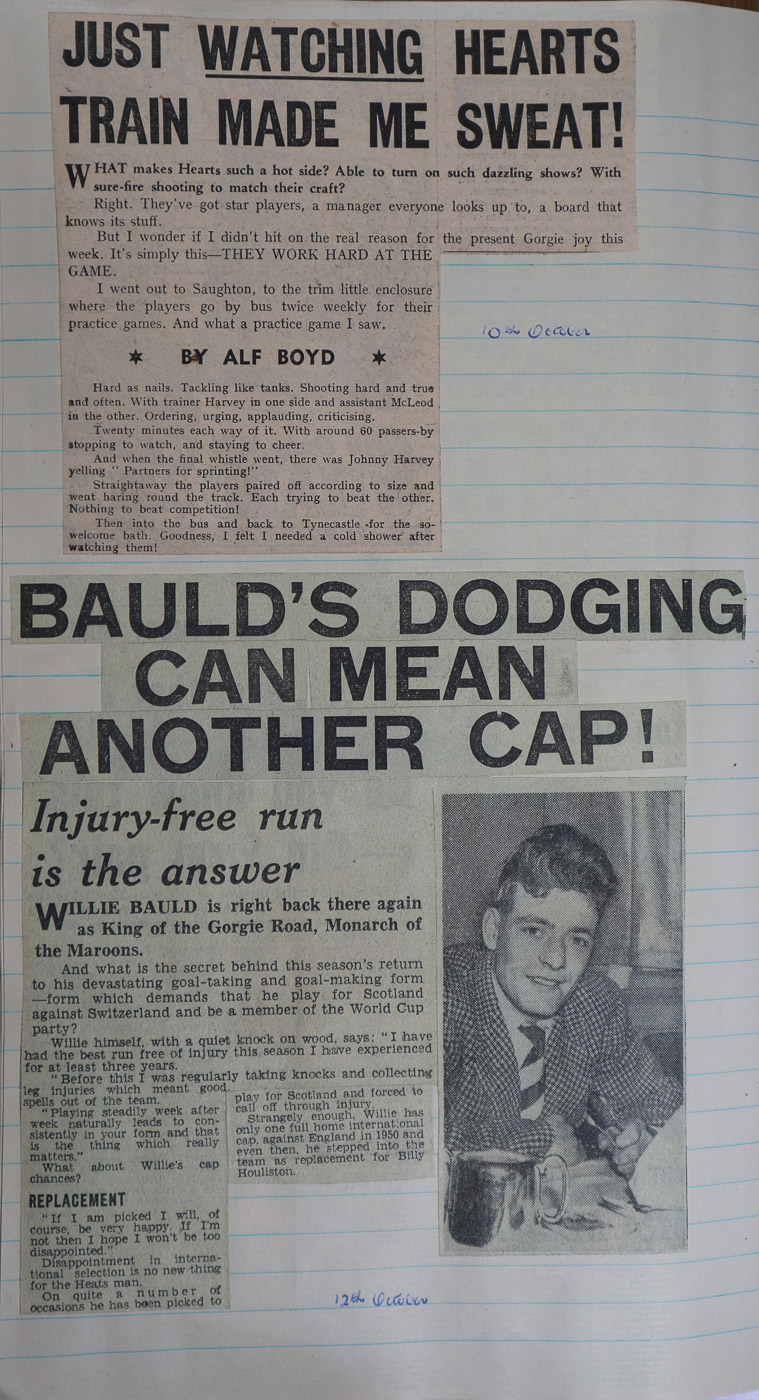 JUST WATCHING HEARTS
TRAIN MADE ME SWEAT!
WHAT makes Hearts such a hot side? Able to turn on such dazzling shows? With
sure-fire shooting to match their craft?
Right. They've got star players, a manager everyone looks up to, a board that
knows its stuff.
But I wonder if I didn't hit on the real reason for the present Gorgie joy this
week. It's simply this—THEY WORK HARD AT THE
GAME.
I went out to Saughton, to the trim little enclosure
where the players go by bus twice weekly for their
practice games. And what a practice game I saw.
* BY ALF BOYD *
Hard as nails. Tackling like tanks. Shooting hard and true
and often. With trainer Harvey in one side and assistant McLeod
in the other. Ordering, urging, applauding, criticising.
Twenty minutes each way of it. With around 60 passers-by
stopping to watch, and staying to cheer.
And when the final whistle went, there was Johnny Harvey
yelling " Partners for sprinting!"
Straightaway the players paired off according to size and
went haring round the track. Each trying to beat the other.
Nothing to beat competition!
Then into the bus and back to Tynecastle for the so-
welcome bath. Goodness, I felt I needed a cold shower after
watching them!
10th October
BAULD'S DODGING
CAN MEAN
ANOTHER CAP!
Injury-free run
is the answer
WILLIE BAULD is right back there again
as King of the Gorgie Road, Monarch of
the Maroons.
And what is the secret behind this season's return
to his devastating goal-taking and goal-making form
—form which demands that he play for Scotland
against Switzerland and be a member of the World Cup
party?
Willie himself, with a quiet knock on wood, says: "I have
had the best run free of injury this season I have experienced
for at least three years.
"Before this I was regularly taking knocks and collecting
leg injuries which meant good
spells out of the team.
"Playing steadily week after
week naturally leads to con-
sistently in your form and that
is the thing which really
matters."
What about Willie's cap
chances?
REPLACEMENT
"If I am picked I will, of
course, be very happy. If I'm
not then I hope I won't be too
disappointed."
Disappointment in interna-
tional selection is no new thing
for the Heats man.
On quite a number of
occasions he has been picked to
play for Scotland and forced to
call off through injury.
Strangely enough, Willie has
only one full home international
cap, against England in 1950 and
even then, he stepped into the
team as replacement for Billy
Houliston.
12th October